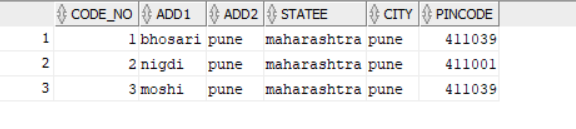 CODE_NO ADD1 ADD2 STATEE CITY PINCODE
1 1 bhosari pune maharashtra pune 411039
2 2 nigdi pune maharashtra pune 411001
3 3 moshi pune maharashtra pune 411039